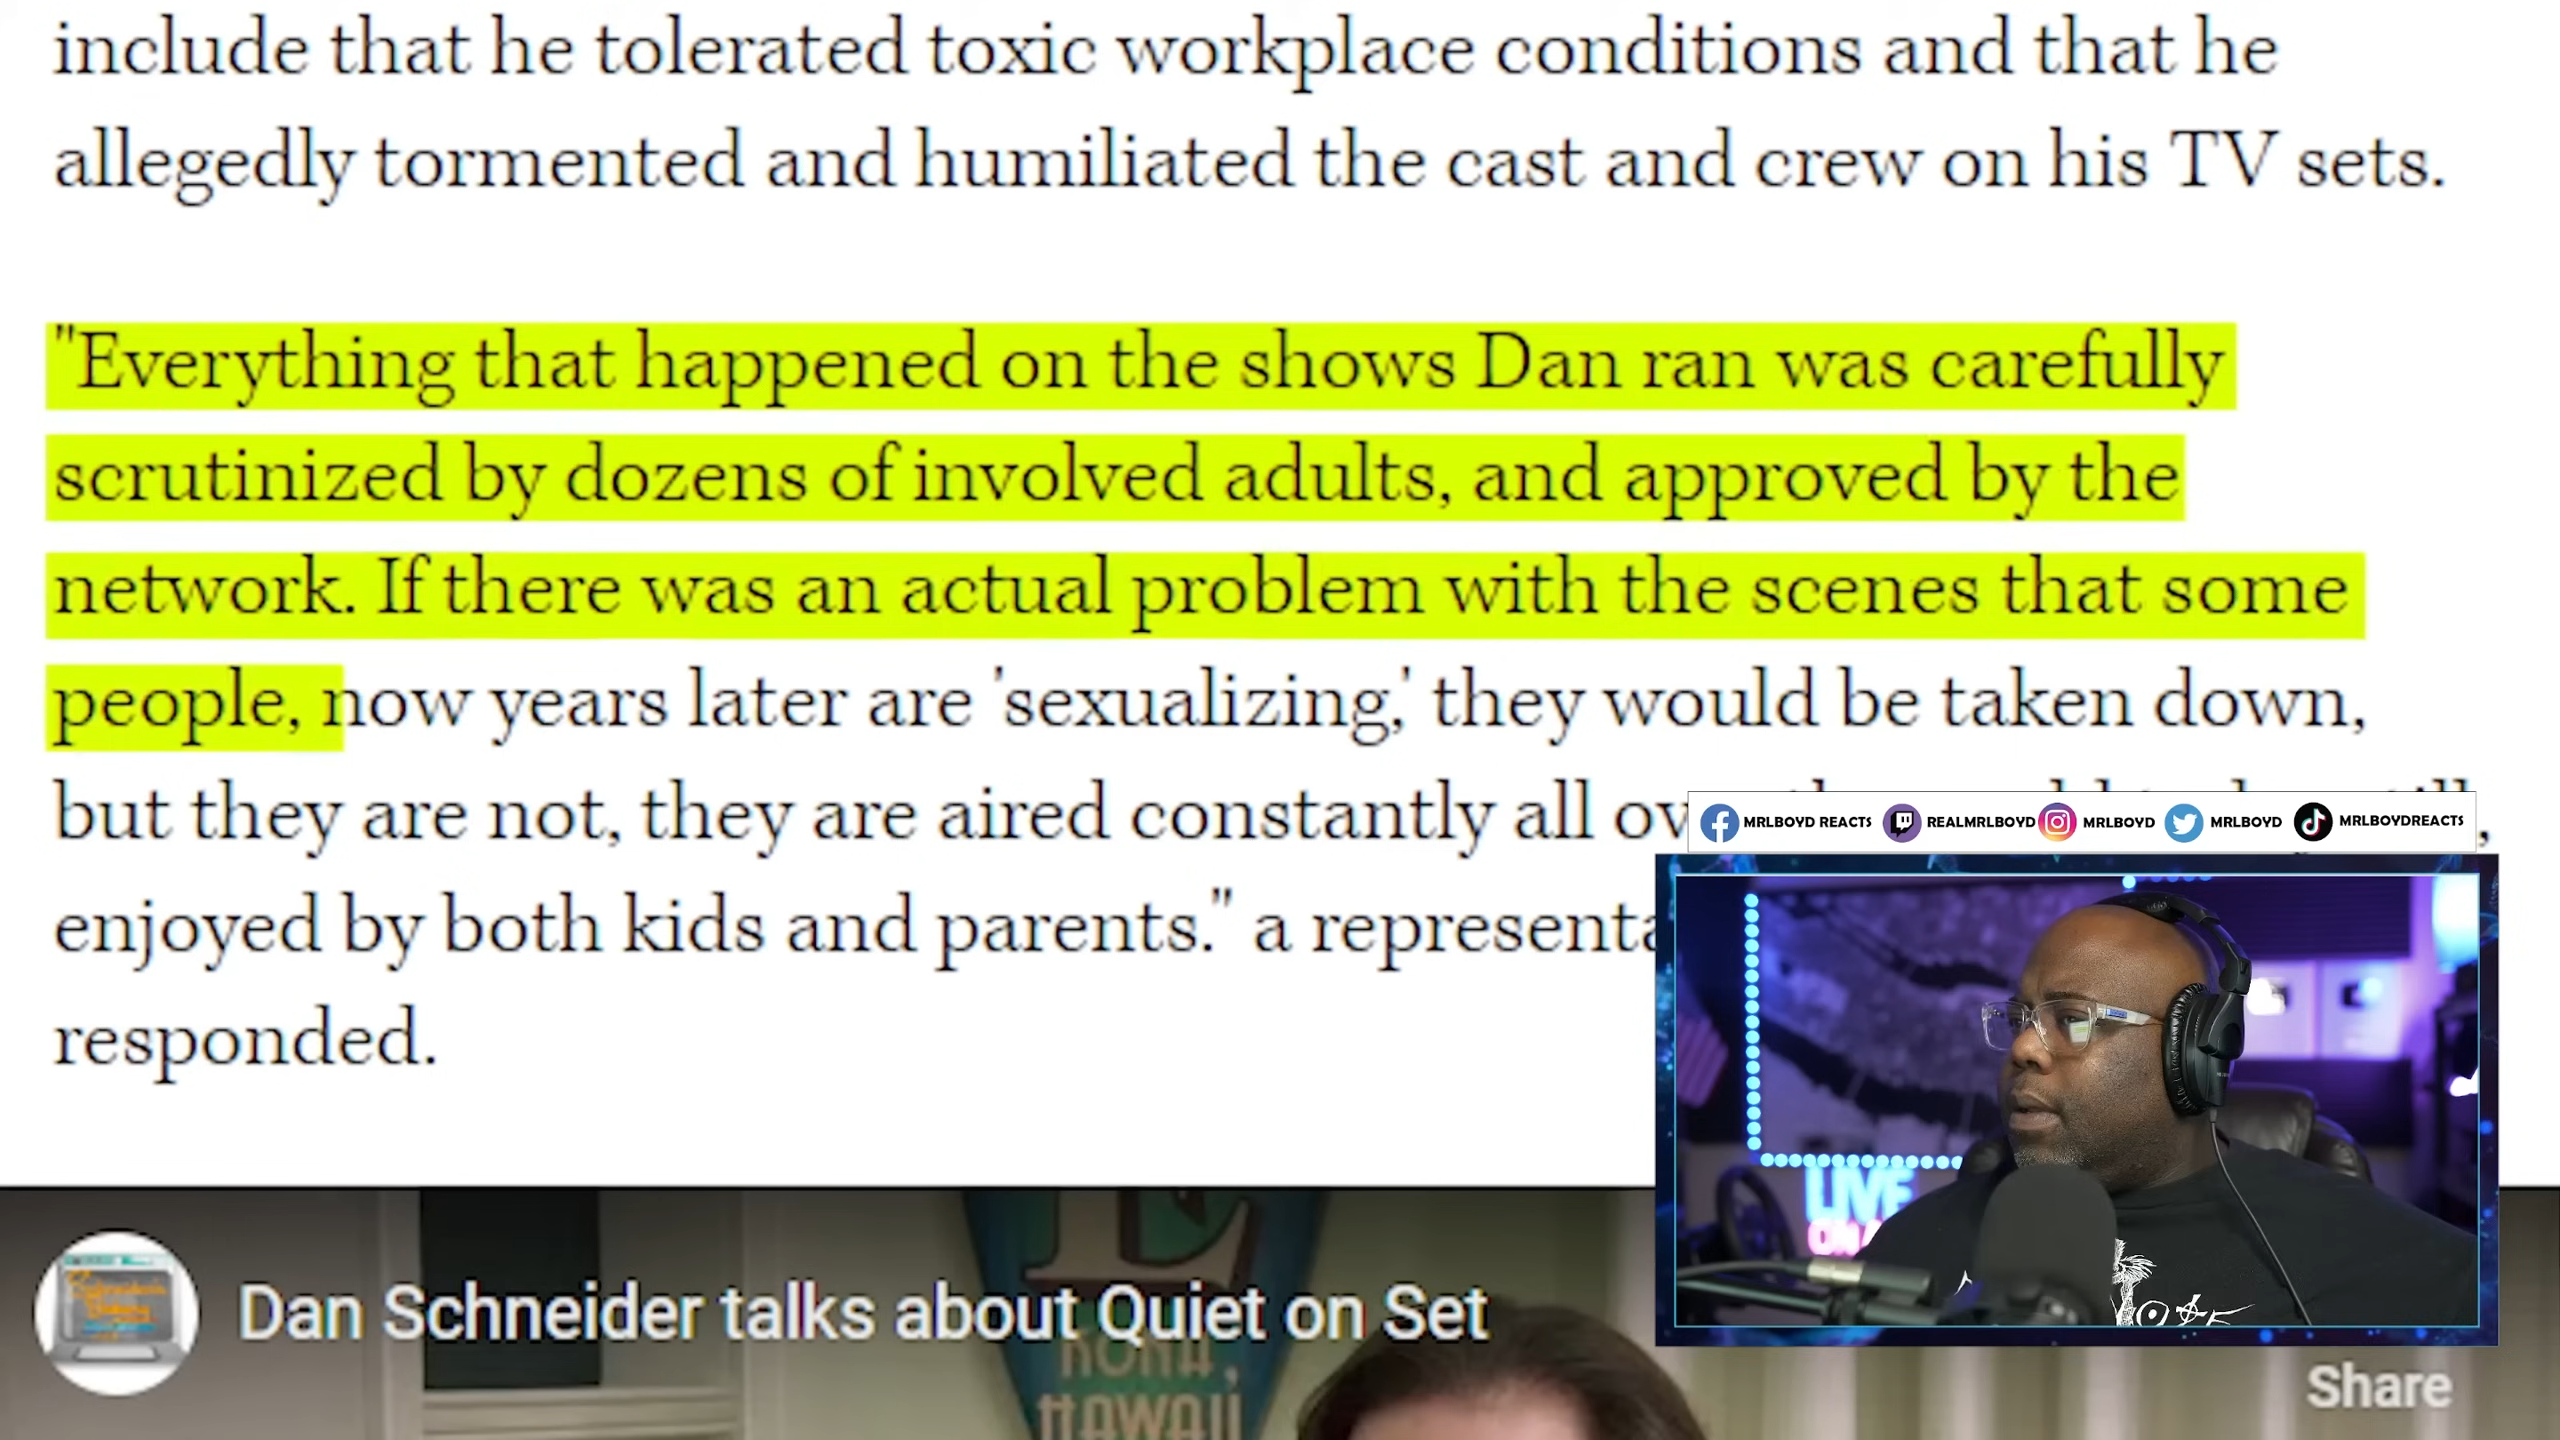 include that he tolerated toxic workplace conditions and that he
allegedly tormented and humiliated the cast and crew on his TV sets.
"Everything that happened on the shows Dan ran was carefully
scrutinized by dozens of involved adults, and approved by the
network. If there was an actual problem with the scenes that some
people, now years later are 'sexualizing,' they would be taken down,
but they are not, they are aired constantly all
enjoyed by both kids and parents." a
responded.
MRLBOYD REACTS REALMRLBOYD MRLBOYD MRLBOYD MRLBOYDREACTS
LIVE
ON
Dan Schneider talks about Quiet on Set
KONA,
HAWAII
Share